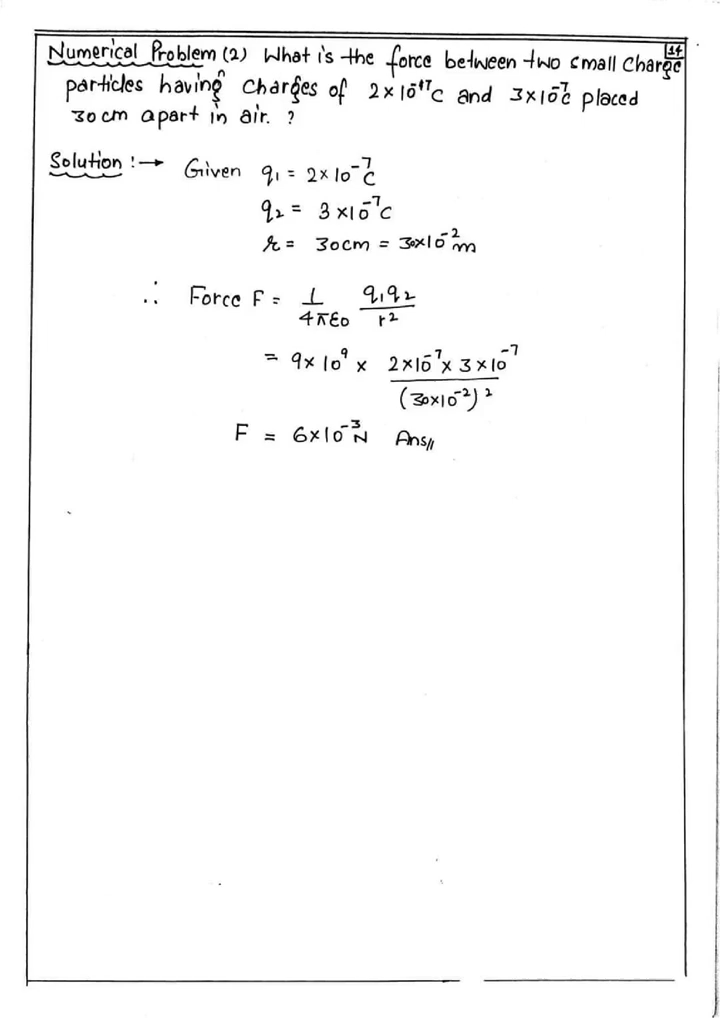 14
Numerical Problem (2) What is the force between two small charge
particles having charges of 2×10⁻⁷C and 3×10⁻⁷C placed
30 cm apart in air. ?
Solution :→ Given q₁ = 2×10⁻⁷C
q₂ = 3×10⁻⁷C
r = 30cm = 30×10⁻²m
∴ Force F = 1/4πε₀ q₁q₂/r²
= 9×10⁹ × 2×10⁻⁷×3×10⁻⁷/(30×10⁻²)²
F = 6×10⁻³N Ans//